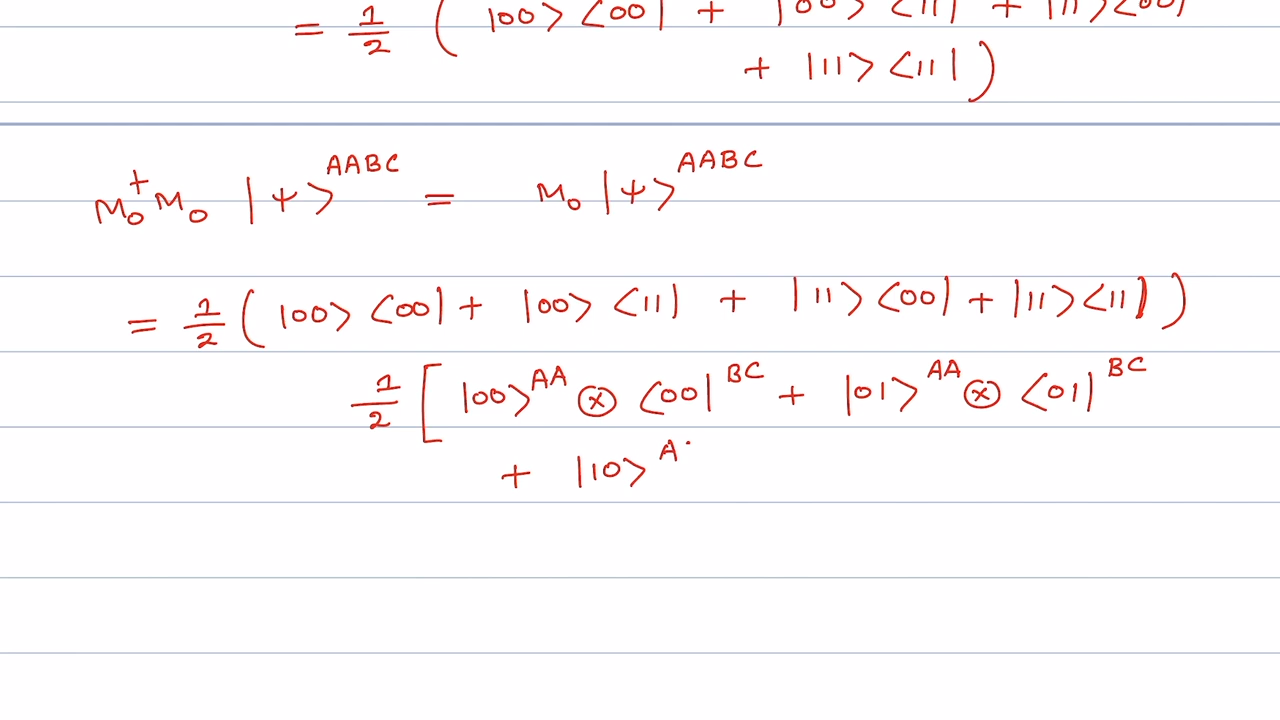 = 1/2 ( |00> <00| + |00> <11| + |11> <00|
+ |11> <11| )
M₀⁺M₀ |ψ>ᴬᴬᴮꟲ = M₀ |ψ>ᴬᴬᴮꟲ
= 1/2 ( |00> <00| + |00> <11| + |11> <00| + |11> <11| )
1/2 [ |00>ᴬᴬ ⊗ <00|ᴮꟲ + |01>ᴬᴬ ⊗ <01|ᴮꟲ
+ |10>ᴬ